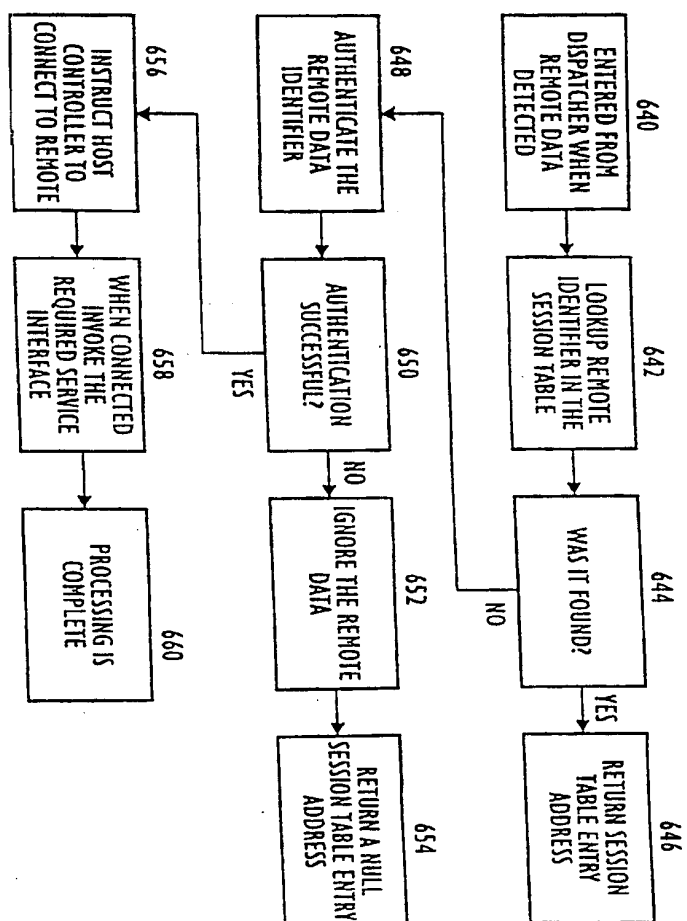 640
ENTERED FROM
DISPATCHER WHEN
REMOTE DATA
DETECTED
642
LOOKUP REMOTE
IDENTIFIER IN THE
SESSION TABLE
644
WAS IT FOUND?
YES
NO
646
RETURN SESSION
TABLE ENTRY
ADDRESS
648
AUTHENTICATE THE
REMOTE DATA
IDENTIFIER
650
AUTHENTICATION
SUCCESSFUL?
NO
YES
652
IGNORE THE REMOTE
DATA
654
RETURN A NULL
SESSION TABLE ENTRY
ADDRESS
656
INSTRUCT HOST
CONTROLLER TO
CONNECT TO REMOTE
658
WHEN CONNECTED
INVOKE THE
REQUIRED SERVICE
INTERFACE
660
PROCESSING IS
COMPLETE